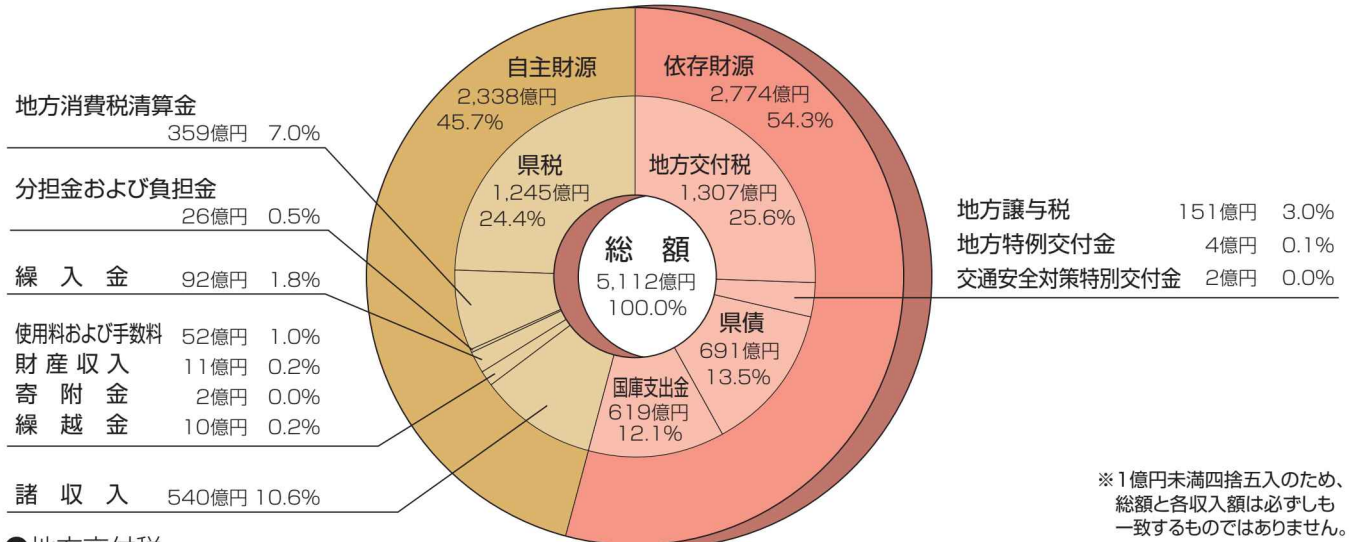 自主財源
2,338億円
45.7%
依存財源
2,774億円
54.3%
地方消費税清算金
359億円 7.0%
分担金および負担金
26億円 0.5%
繰入金 92億円 1.8%
使用料および手数料 52億円 1.0%
財産収入 11億円 0.2%
寄附金 2億円 0.0%
繰越金 10億円 0.2%
諸収入 540億円 10.6%
県税
1,245億円
24.4%
地方交付税
1,307億円
25.6%
総額
5,112億円
100.0%
県債
691億円
13.5%
国庫支出金
619億円
12.1%
地方譲与税 151億円 3.0%
地方特例交付金 4億円 0.1%
交通安全対策特別交付金 2億円 0.0%
※1億円未満四捨五入のため、
総額と各収入額は必ずしも
一致するものではありません。